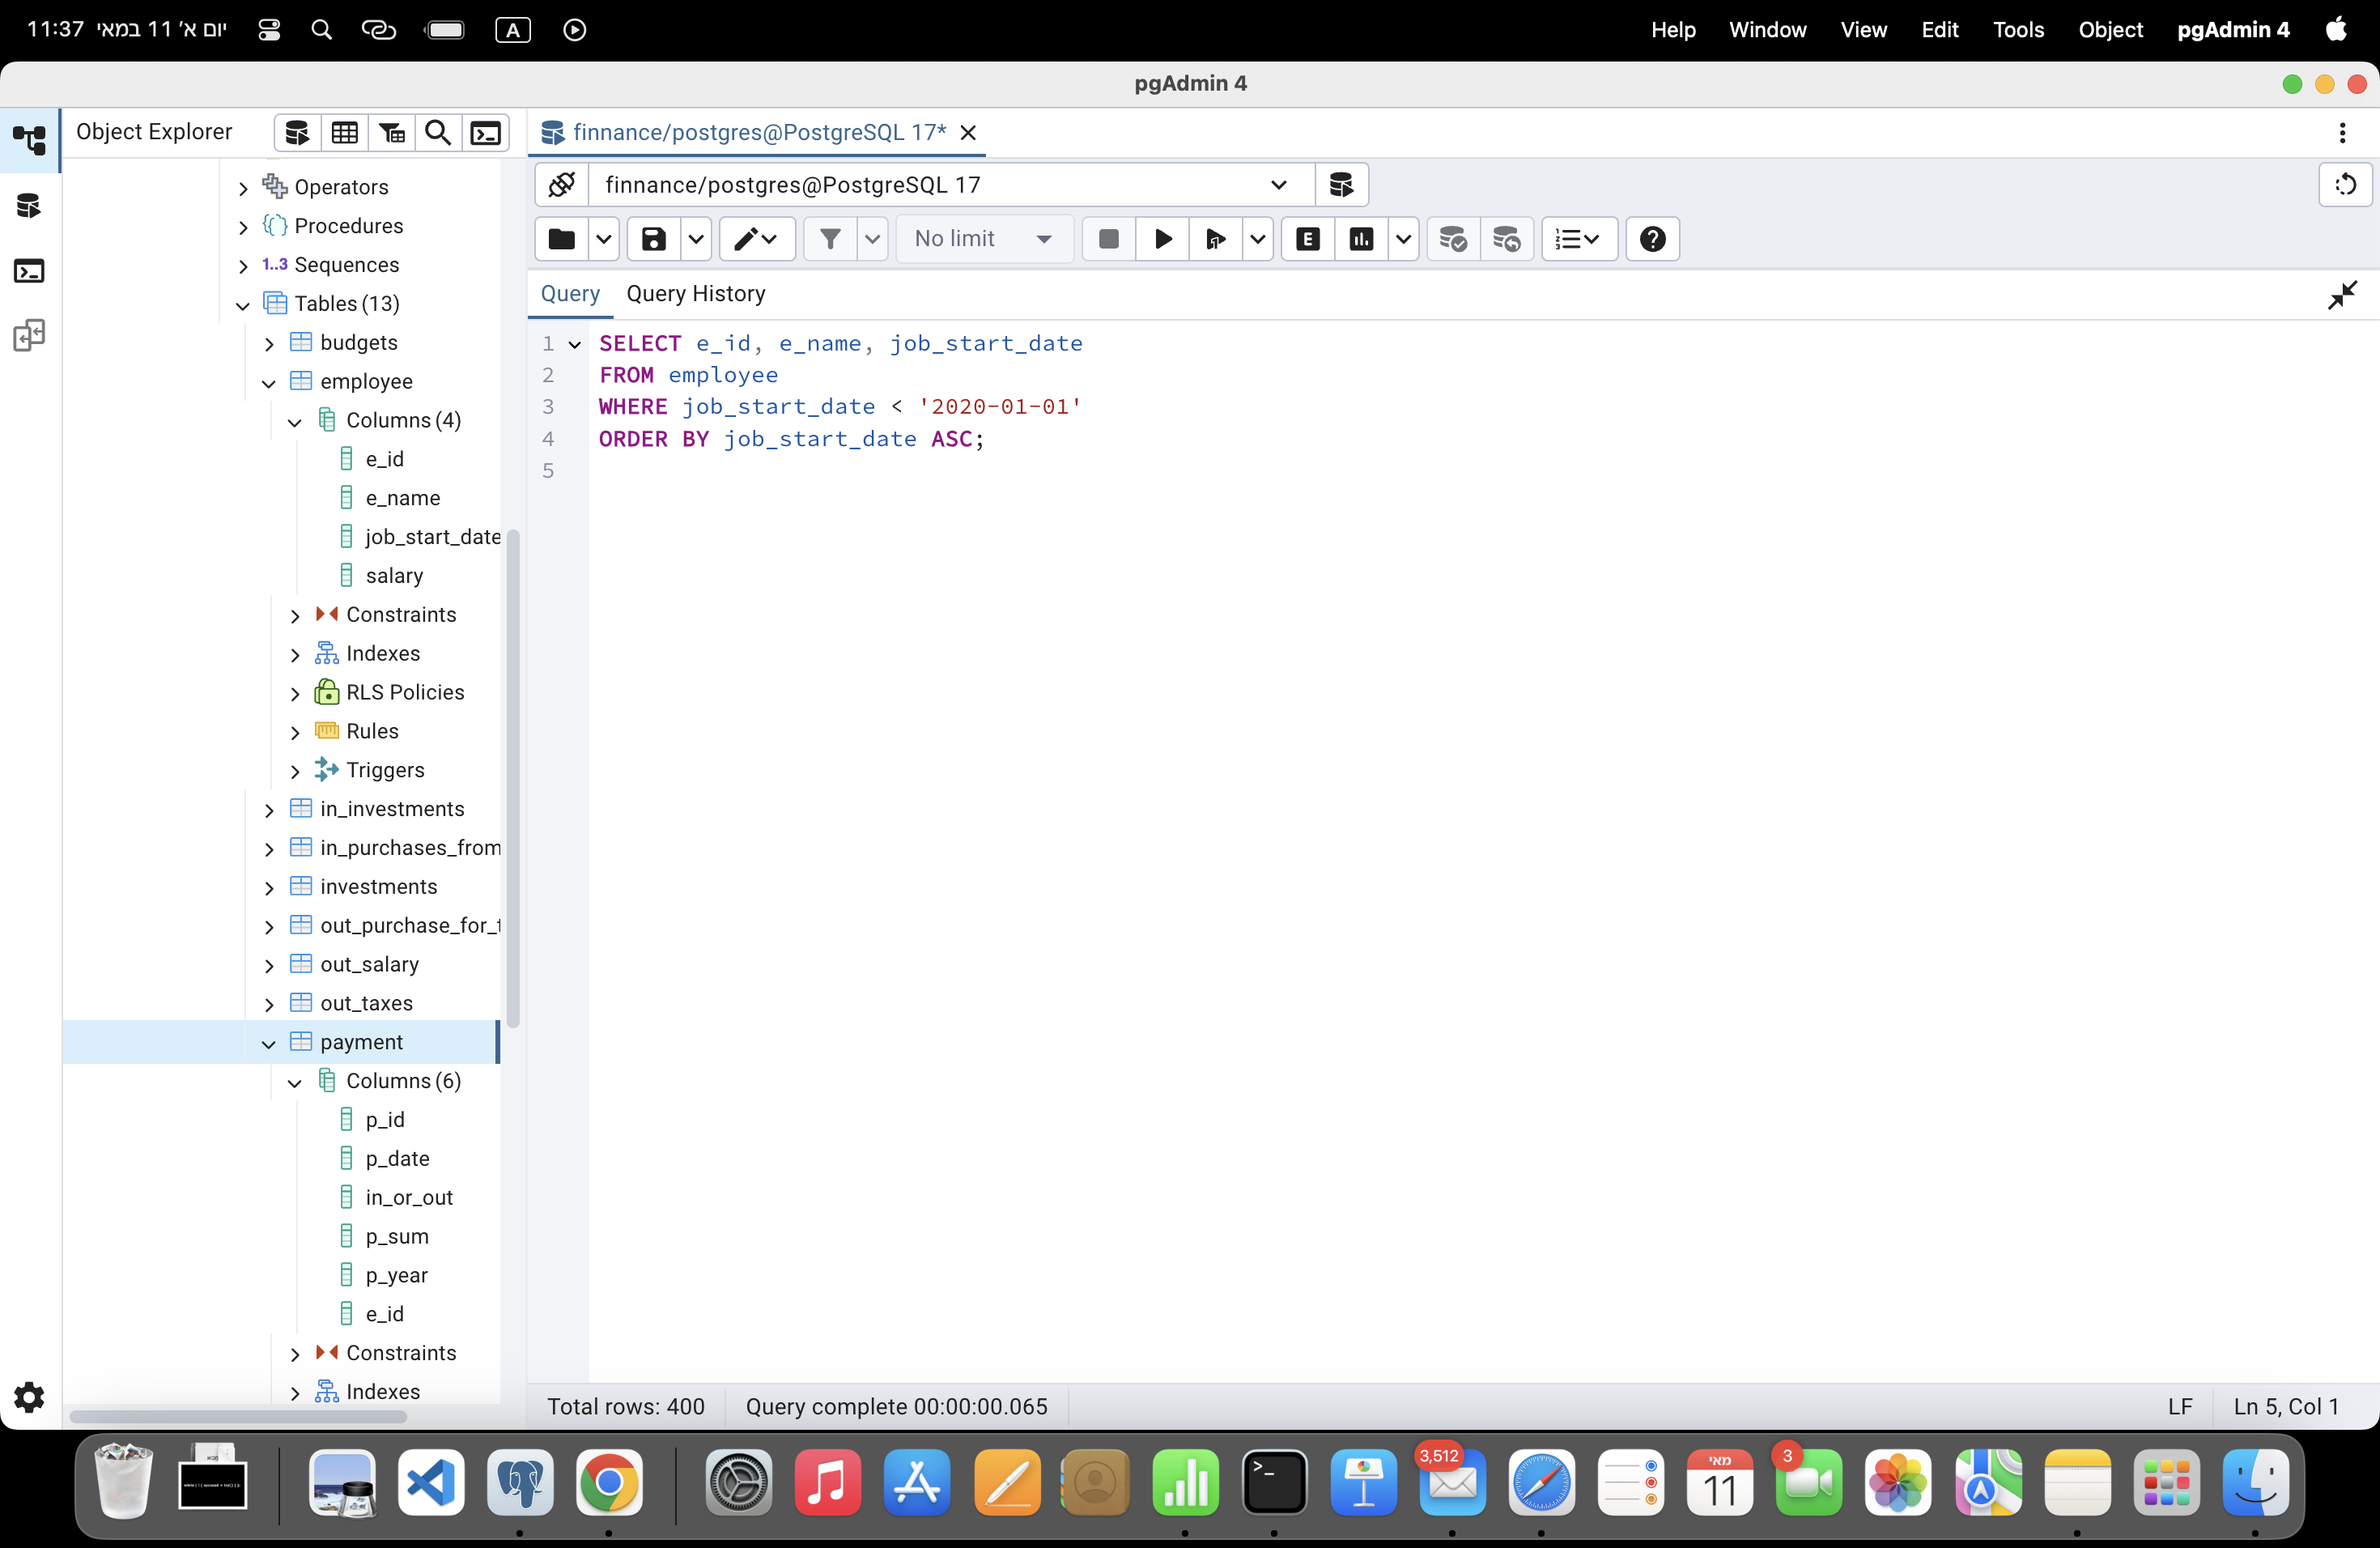 11:37 יום א׳ 11 במאי A Help Window View Edit Tools Object pgAdmin 4
pgAdmin 4
Object Explorer
finnance/postgres@PostgreSQL 17*
finnance/postgres@PostgreSQL 17
No limit
E
Query Query History
Operators
Procedures
1..3 Sequences
Tables (13)
budgets
employee
Columns (4)
e_id
e_name
job_start_date
salary
Constraints
Indexes
RLS Policies
Rules
Triggers
in_investments
in_purchases_from
investments
out_purchase_for_t
out_salary
out_taxes
payment
Columns (6)
p_id
p_date
in_or_out
p_sum
p_year
e_id
Constraints
Indexes
1 SELECT e_id, e_name, job_start_date
2 FROM employee
3 WHERE job_start_date < '2020-01-01'
4 ORDER BY job_start_date ASC;
5
Total rows: 400 Query complete 00:00:00.065 LF Ln 5, Col 1
3,512
מאי
11
3